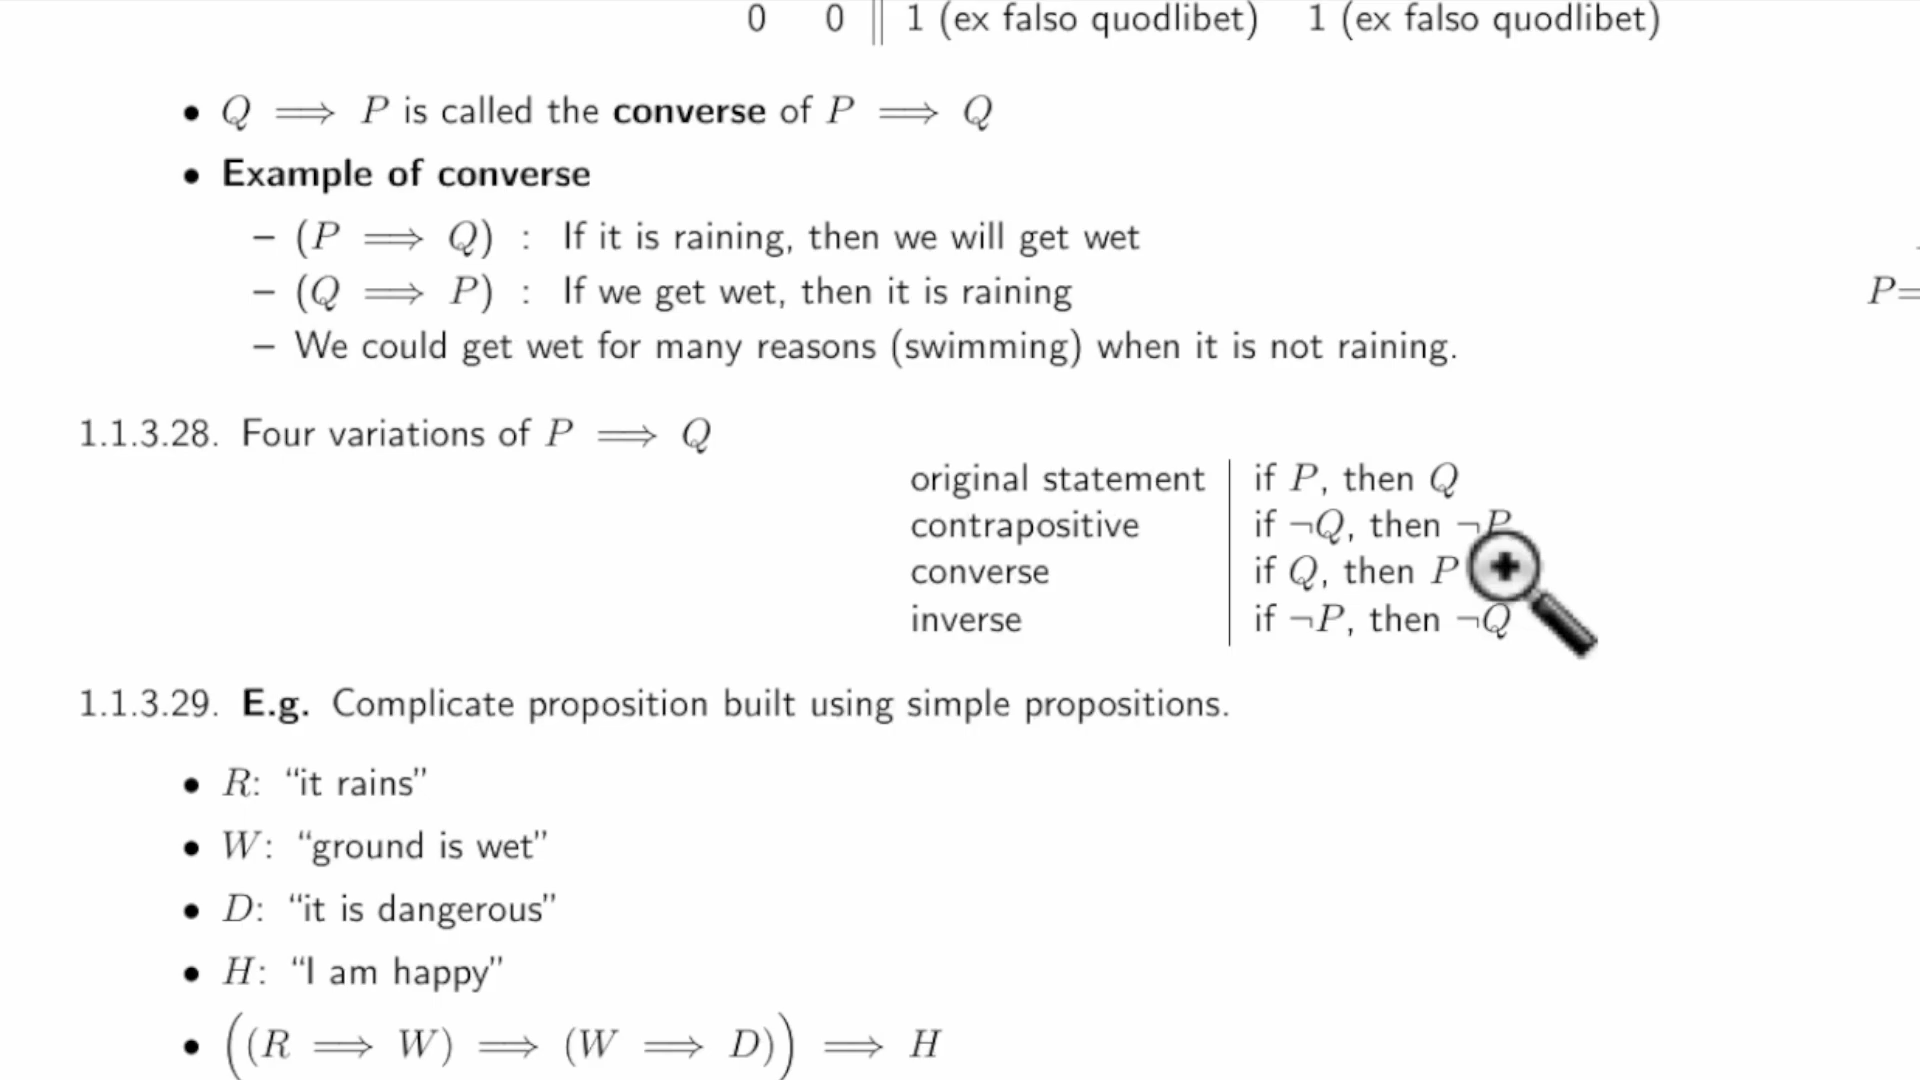 0 0 || 1 (ex falso quodlibet) 1 (ex falso quodlibet)
• Q ⟹ P is called the converse of P ⟹ Q
• Example of converse
– (P ⟹ Q) : If it is raining, then we will get wet
– (Q ⟹ P) : If we get wet, then it is raining
P=
– We could get wet for many reasons (swimming) when it is not raining.
1.1.3.28. Four variations of P ⟹ Q
original statement | if P, then Q
contrapositive | if ¬Q, then ¬P
converse | if Q, then P
inverse | if ¬P, then ¬Q
1.1.3.29. E.g. Complicate proposition built using simple propositions.
• R: “it rains”
• W: “ground is wet”
• D: “it is dangerous”
• H: “I am happy”
• ((R ⟹ W) ⟹ (W ⟹ D)) ⟹ H